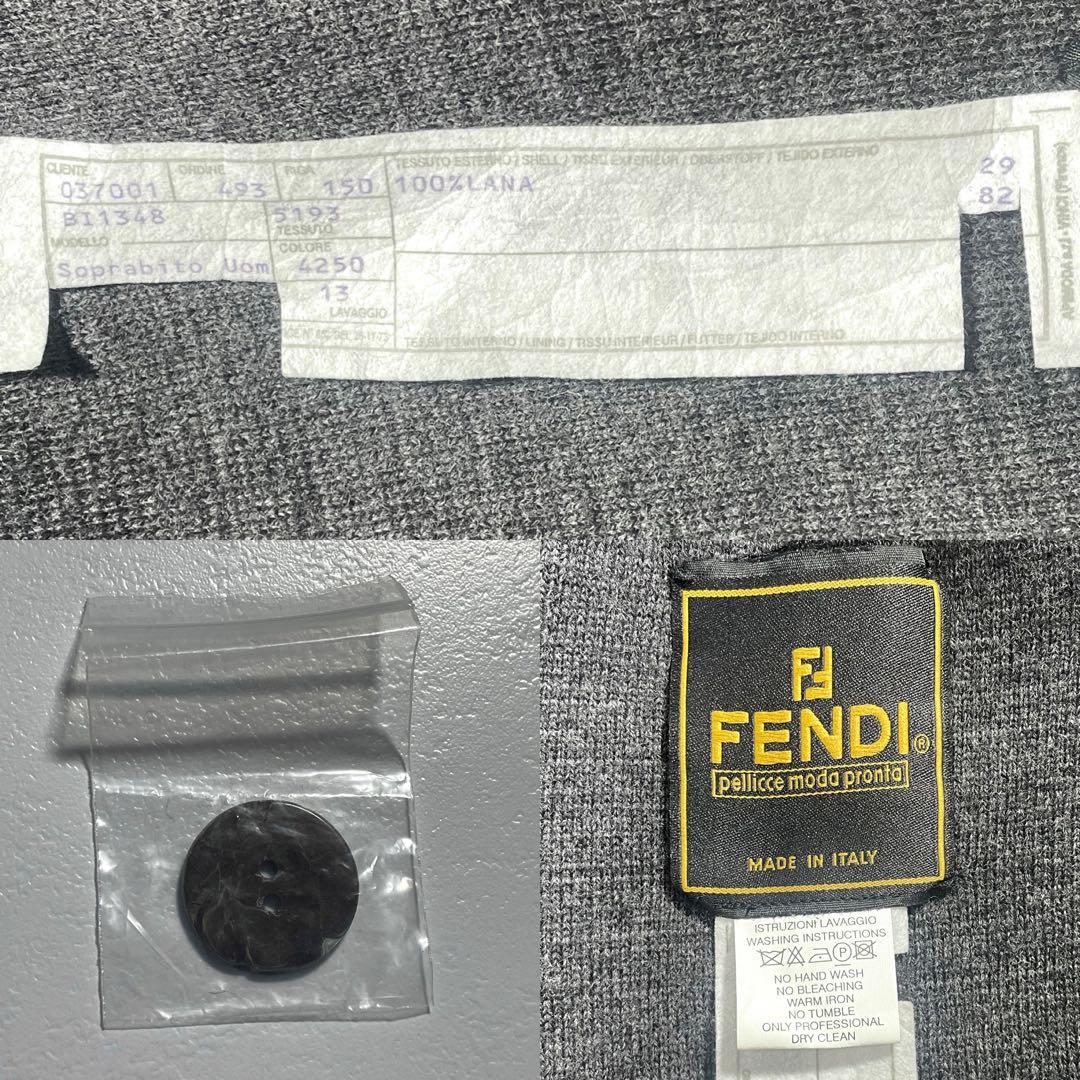 CLIENTE ORDINE RIGA TESSUTO ESTERNO / SHELL / TISSU EXTERIEUR / OBERSTOFF / TEJIDO EXTERNO
037001 493 150 100%LANA 29
BI1348 5193 82
TESSUTO
MODELLO COLORE
Soprabito Uom 4250
13
LAVAGGIO
TESSUTO INTERNO / LINING / TISSU INTERIEUR / FUTTER / TEJIDO INTERNO
VINCI (Firenze)
FENDI®
pellicce moda pronta
MADE IN ITALY
ISTRUZIONI LAVAGGIO
WASHING INSTRUCTIONS
P
NO HAND WASH
NO BLEACHING
WARM IRON
NO TUMBLE
ONLY PROFESSIONAL
DRY CLEAN